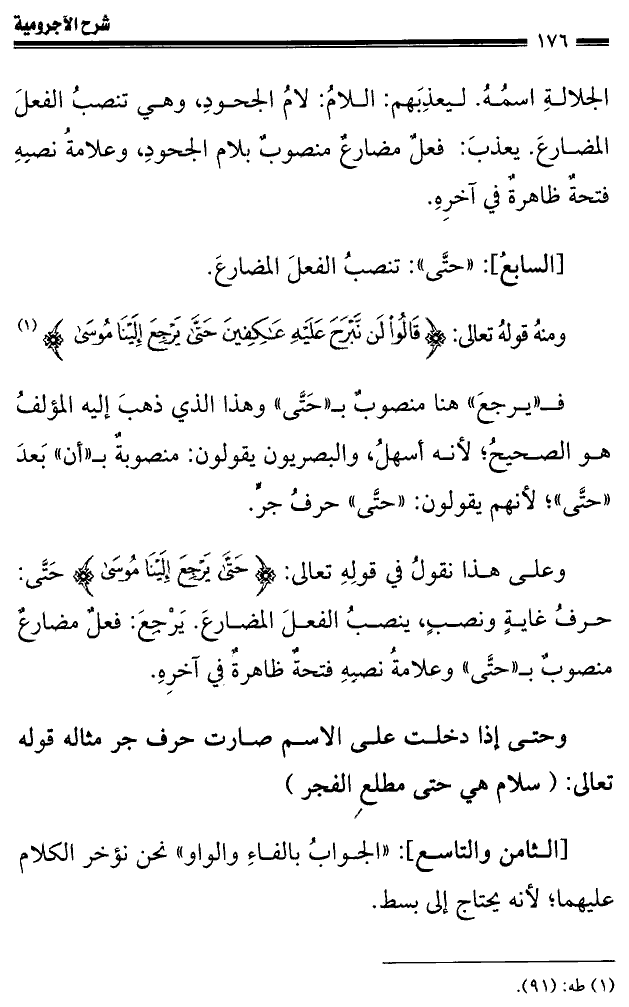 شرح الآجرومية
١٧٦
الجلالةِ اسمُهُ. ليعذبَهم: اللامُ: لامُ الجحودِ، وهي تنصبُ الفعلَ
المضارعَ. يعذبَ: فعلٌ مضارعٌ منصوبٌ بلام الجحودِ، وعلامةُ نصبِهِ
فتحةٌ ظاهرةٌ في آخرِهِ.
[السابعُ]: «حتَّى»: تنصبُ الفعلَ المضارعَ.
ومنهُ قولهُ تعالى: ﴿ قَالُواْ لَن نَّبْرَحَ عَلَيْهِ عَـٰكِفِينَ حَتَّىٰ يَرْجِعَ إِلَيْنَا مُوسَىٰ ﴾ (١)
فـ«يرجعَ» هنا منصوبٌ بـ«حَتَّى» وهذا الذي ذهبَ إليه المؤلفُ
هو الصحيحُ؛ لأنه أسهلُ، والبصريون يقولون: منصوبةٌ بـ«أن» بَعدَ
«حتَّى»؛ لأنهم يقولون: «حتَّى» حرفُ جرٍّ.
وعلى هذا نقولُ في قولِهِ تعالى: ﴿ حَتَّىٰ يَرْجِعَ إِلَيْنَا مُوسَىٰ ﴾ حَتَّى:
حرفُ غايةٍ ونصبٍ، ينصبُ الفعلَ المضارعَ. يَرْجِعَ: فعلٌ مضارعٌ
منصوبٌ بـ«حتَّى» وعلامةُ نصبِهِ فتحةٌ ظاهرةٌ في آخرِهِ.
وحتى إذا دخلت على الاسم صارت حرف جر مثاله قوله
تعالى: ( سلام هي حتى مطلعِ الفجر )
[الثامن والتاسع]: «الجوابُ بالفاءِ والواو» نحن نؤخر الكلام
عليهما؛ لأنه يحتاج إلى بسط.
(١) طه: (٩١).